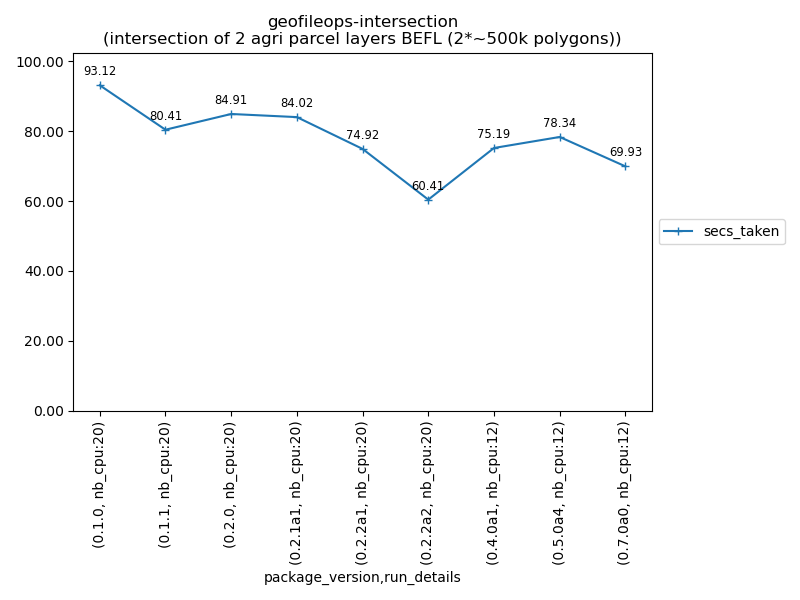 geofileops-intersection
(intersection of 2 agri parcel layers BEFL (2*~500k polygons))
100.00
80.00
60.00
40.00
20.00
0.00
93.12
80.41
84.91
84.02
74.92
60.41
75.19
78.34
69.93
secs_taken
(0.1.0, nb_cpu:20)
(0.1.1, nb_cpu:20)
(0.2.0, nb_cpu:20)
(0.2.1a1, nb_cpu:20)
(0.2.2a1, nb_cpu:20)
(0.2.2a2, nb_cpu:20)
(0.4.0a1, nb_cpu:12)
(0.5.0a4, nb_cpu:12)
(0.7.0a0, nb_cpu:12)
package_version,run_details